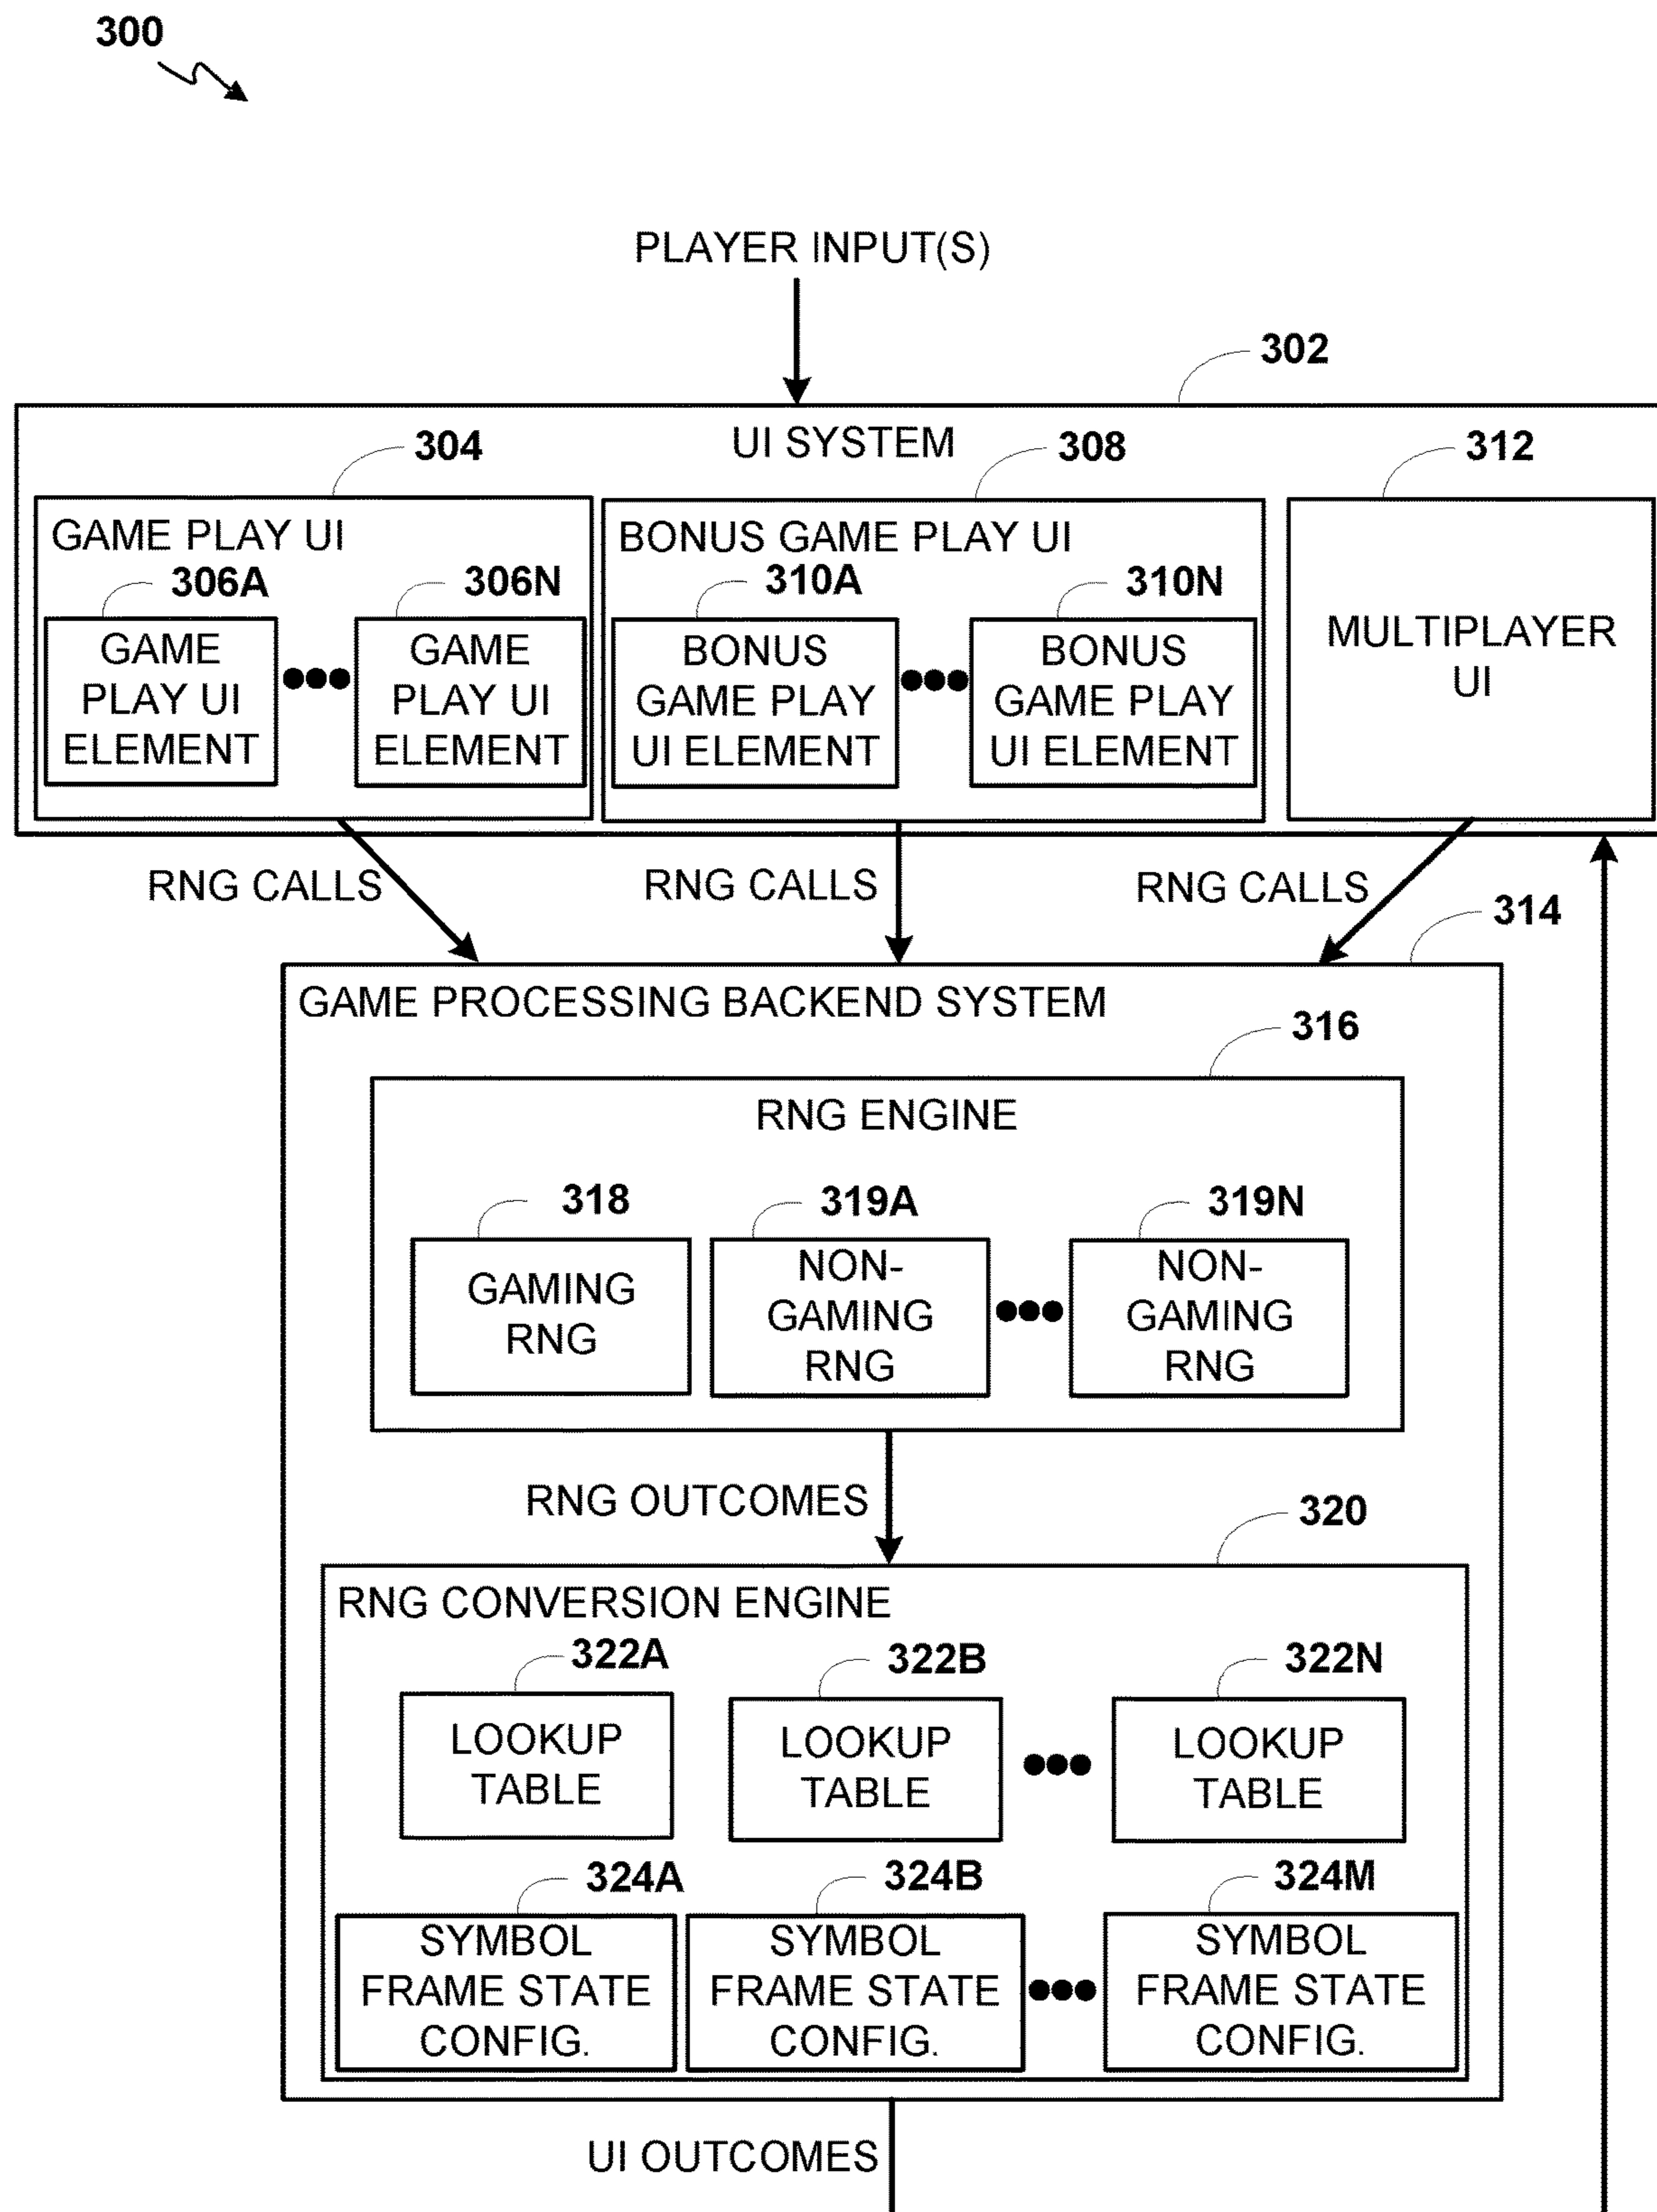 300
PLAYER INPUT(S)
302
UI SYSTEM
304
308
312
GAME PLAY UI
BONUS GAME PLAY UI
306A
306N
310A
310N
GAME
PLAY UI
ELEMENT
GAME
PLAY UI
ELEMENT
BONUS
GAME PLAY
UI ELEMENT
BONUS
GAME PLAY
UI ELEMENT
MULTIPLAYER
UI
RNG CALLS
RNG CALLS
RNG CALLS
314
GAME PROCESSING BACKEND SYSTEM
316
RNG ENGINE
318
319A
319N
GAMING
RNG
NON-
GAMING
RNG
NON-
GAMING
RNG
RNG OUTCOMES
320
RNG CONVERSION ENGINE
322A
322B
322N
LOOKUP
TABLE
LOOKUP
TABLE
LOOKUP
TABLE
324A
324B
324M
SYMBOL
FRAME STATE
CONFIG.
SYMBOL
FRAME STATE
CONFIG.
SYMBOL
FRAME STATE
CONFIG.
UI OUTCOMES